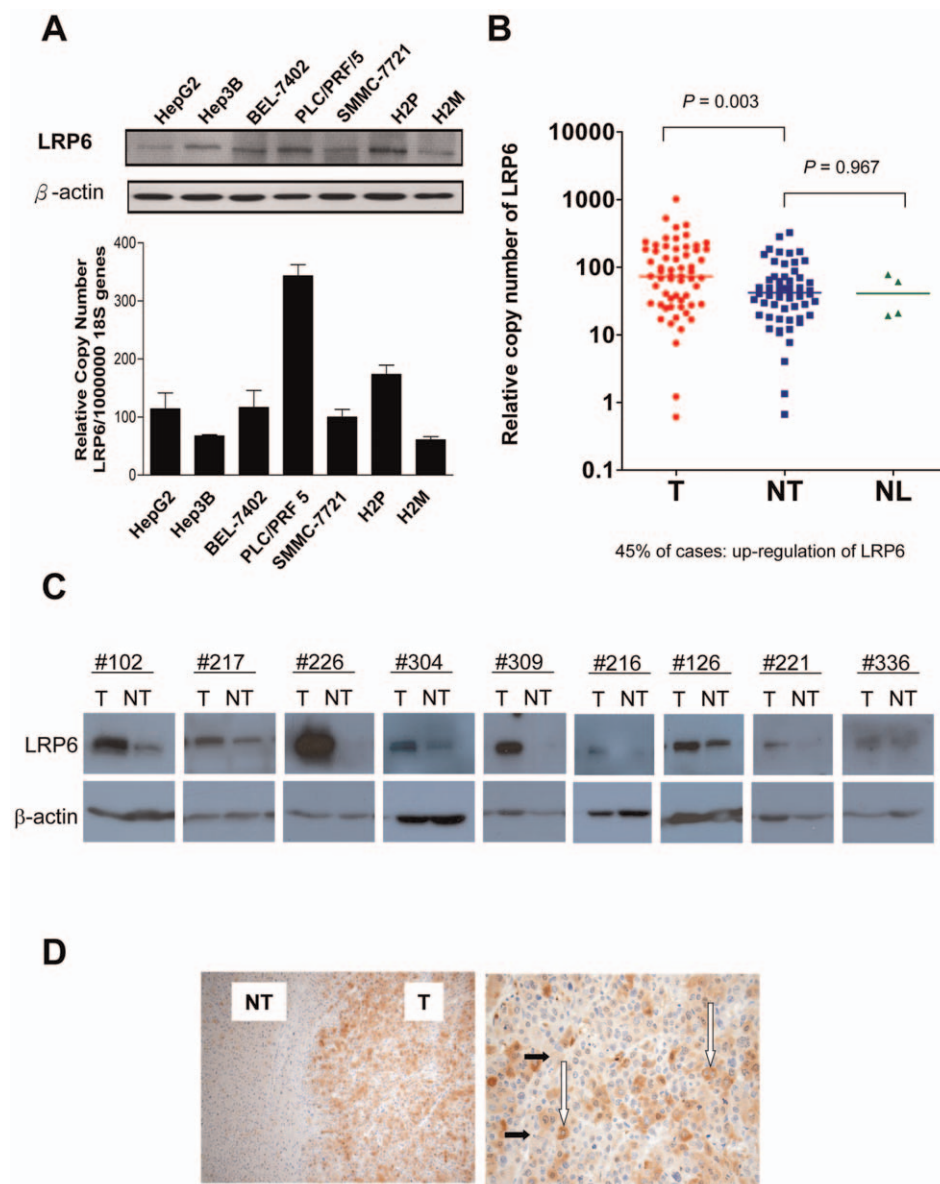 A
HepG2 Hep3B BEL-7402 PLC/PRF/5 SMMC-7721 H2P H2M
LRP6
β-actin
Relative Copy Number
LRP6/1000000 18S genes
400
300
200
100
0
HepG2 Hep3B BEL-7402 PLC/PRF 5 SMMC-7721 H2P H2M
B
P = 0.003
P = 0.967
Relative copy number of LRP6
10000
1000
100
10
1
0.1
T NT NL
45% of cases: up-regulation of LRP6
C
#102 #217 #226 #304 #309 #216 #126 #221 #336
T NT T NT T NT T NT T NT T NT T NT T NT T NT
LRP6
β-actin
D
NT T